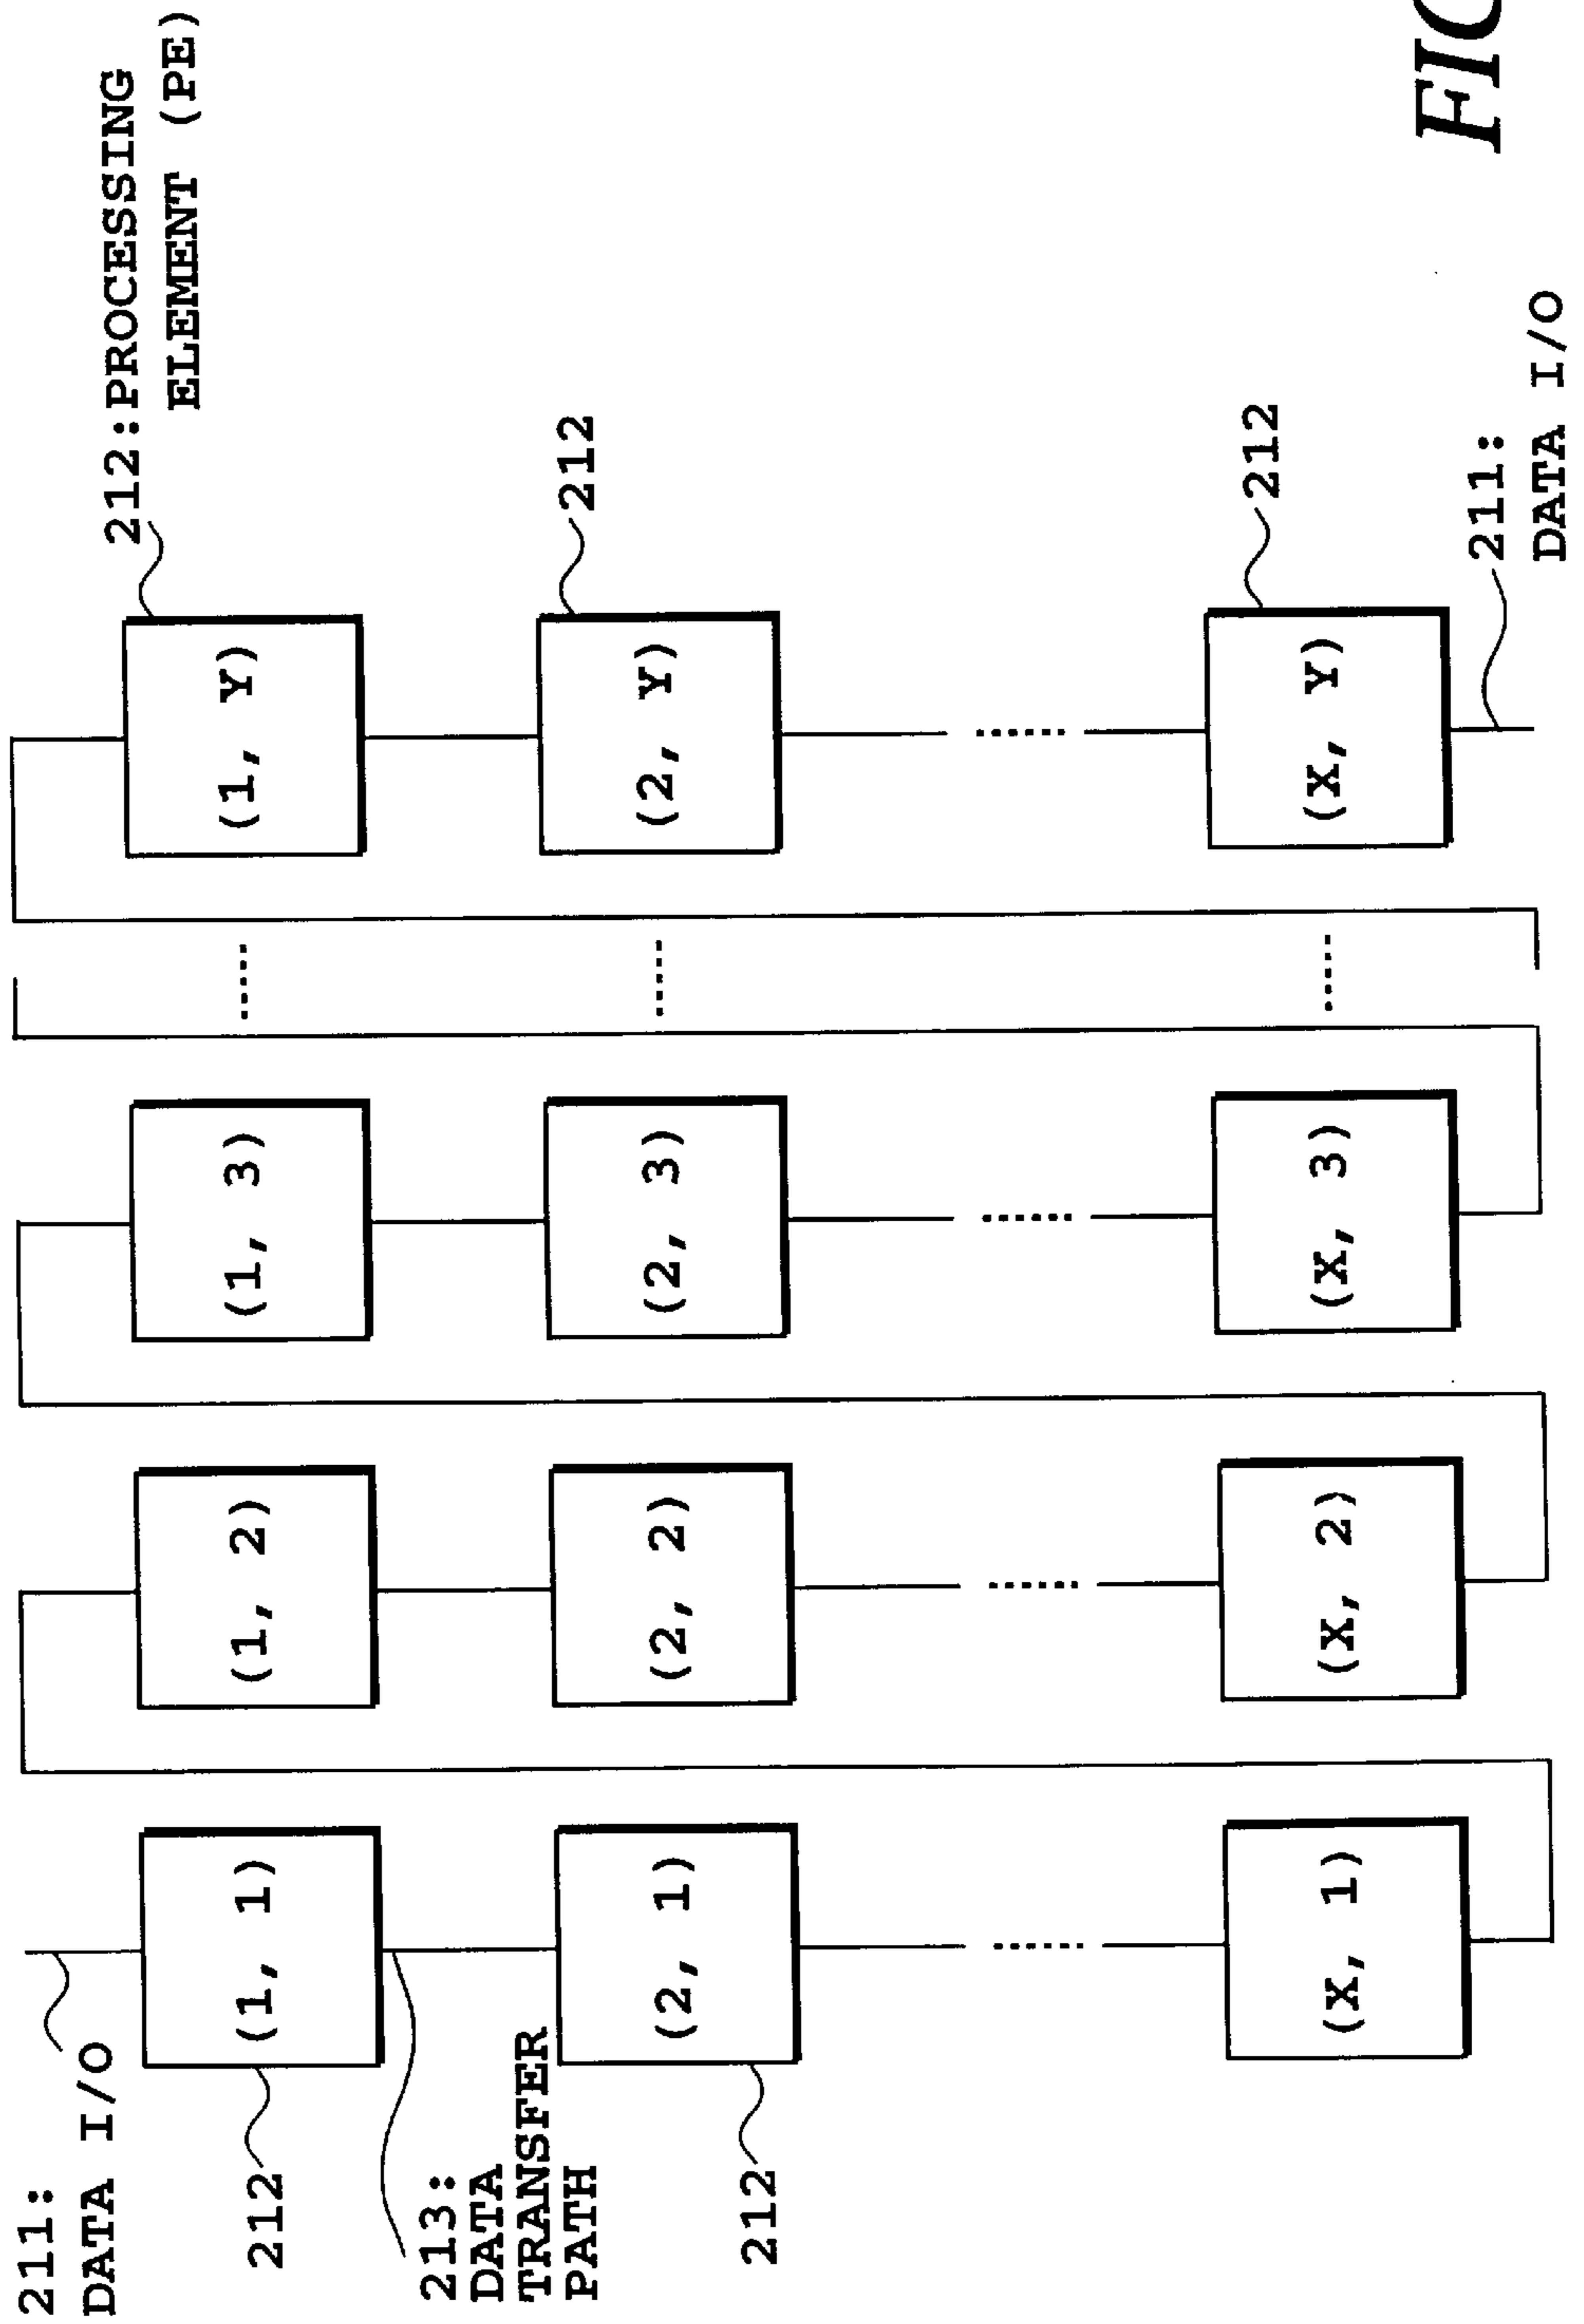 211:
DATA I/O
212:PROCESSING
ELEMENT (PE)
(1, 1)
(1, 2)
(1, 3)
(1, Y)
212
213:
DATA
TRANSFER
PATH
(2, 1)
(2, 2)
(2, 3)
(2, Y)
212
212
(X, 1)
(X, 2)
(X, 3)
(X, Y)
212
211:
DATA I/O